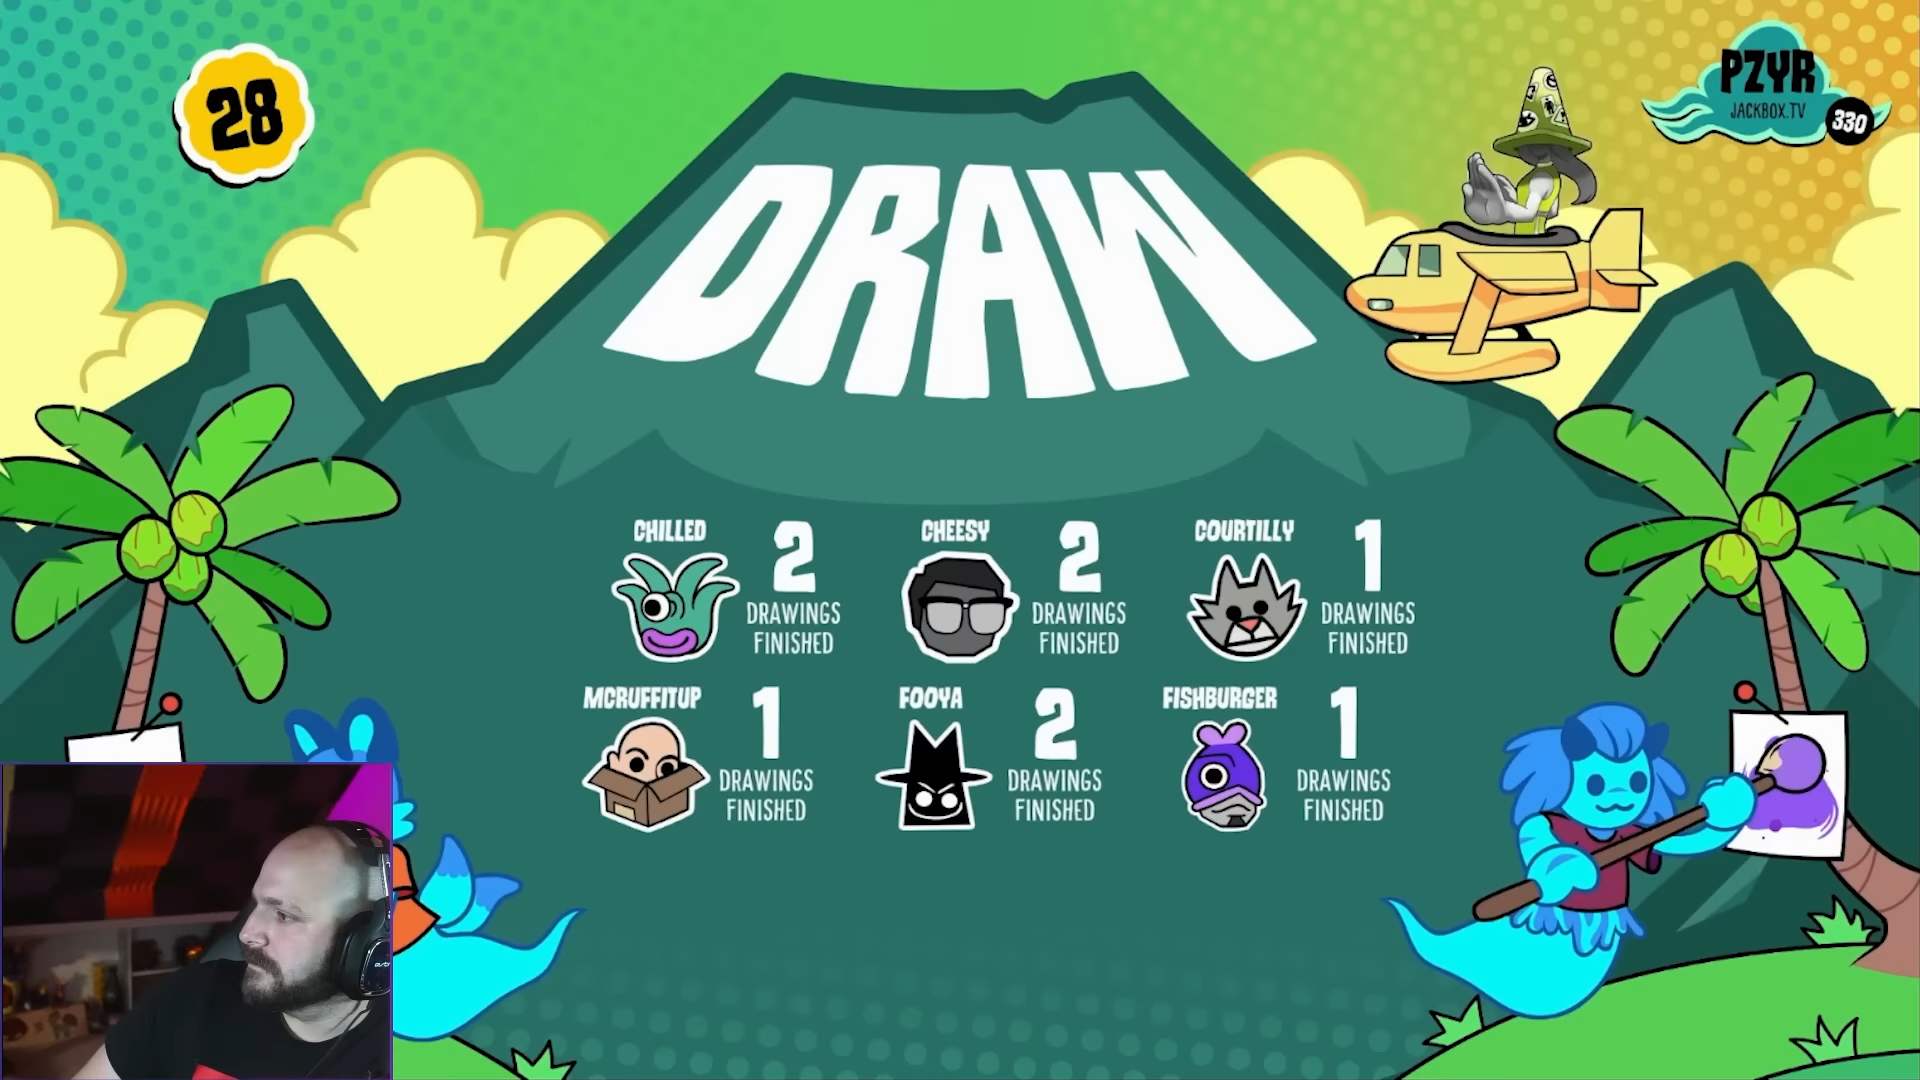 28
PZYR
JACKBOX.TV
330
DRAW
CHILLED
2
DRAWINGS
FINISHED
CHEESY
2
DRAWINGS
FINISHED
COURTILLY
1
DRAWINGS
FINISHED
MCRUFFITUP
1
DRAWINGS
FINISHED
FOOYA
2
DRAWINGS
FINISHED
FISHBURGER
1
DRAWINGS
FINISHED